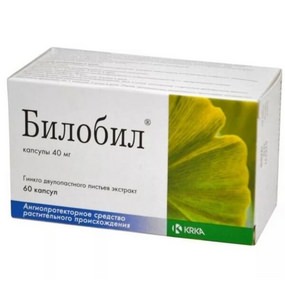 Билобил®
капсулы 40 мг
Гинкго двулопастного листьев экстракт
60 капсул
Ангиопротекторное средство
растительного происхождения
KRKA